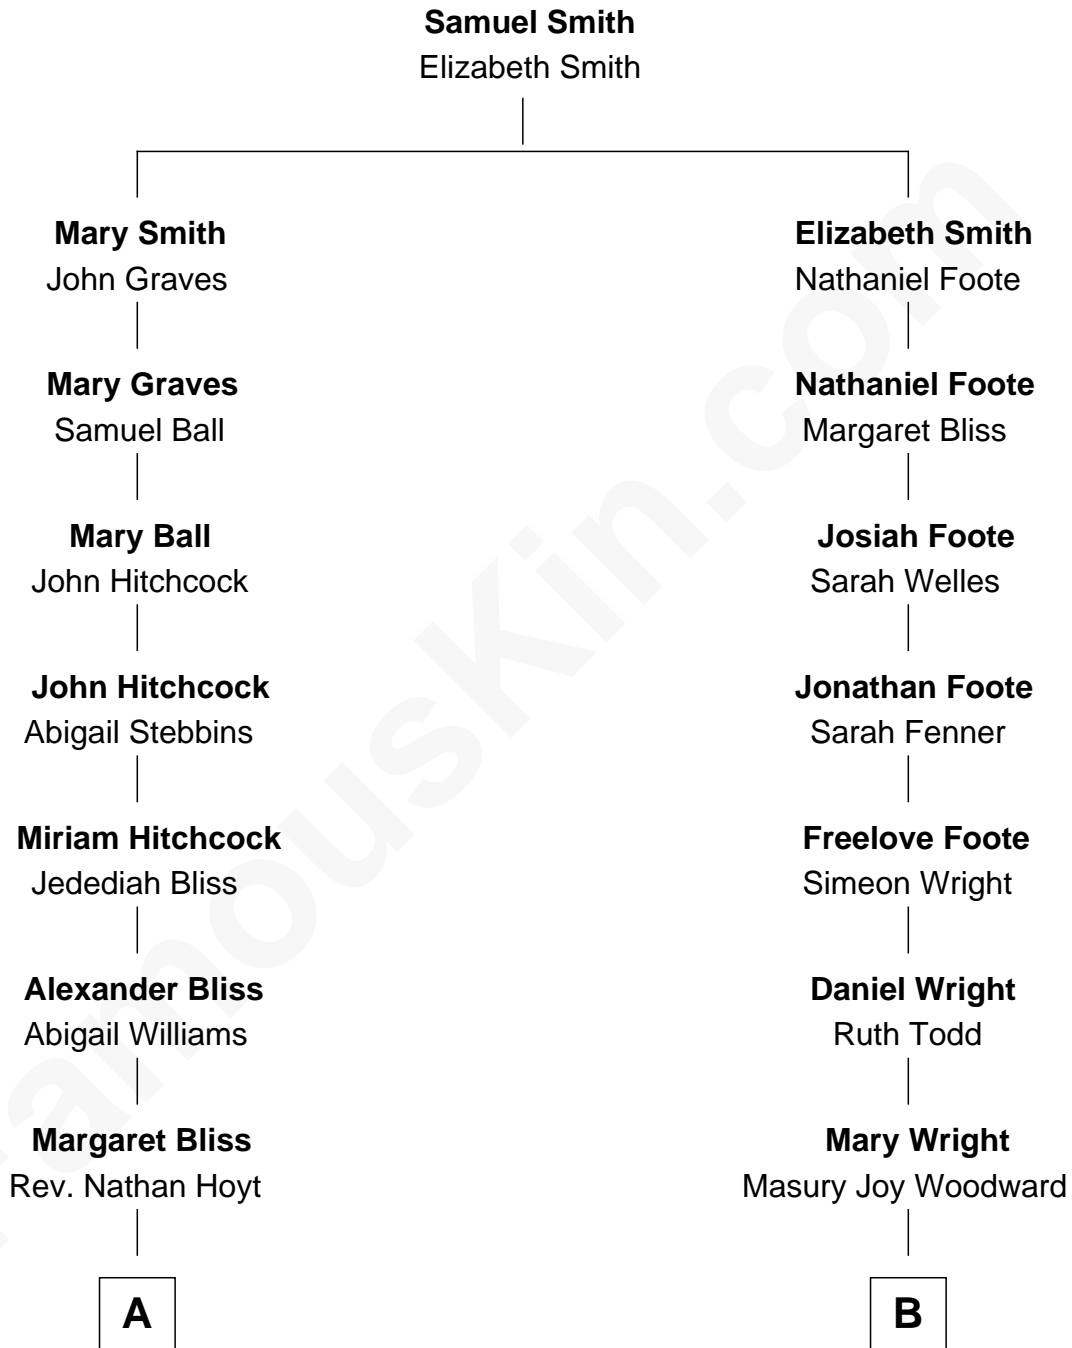 Samuel Smith
Elizabeth Smith
Mary Smith
John Graves
Mary Graves
Samuel Ball
Mary Ball
John Hitchcock
John Hitchcock
Abigail Stebbins
Miriam Hitchcock
Jedediah Bliss
Alexander Bliss
Abigail Williams
Margaret Bliss
Rev. Nathan Hoyt
A
Elizabeth Smith
Nathaniel Foote
Nathaniel Foote
Margaret Bliss
Josiah Foote
Sarah Welles
Jonathan Foote
Sarah Fenner
Freelove Foote
Simeon Wright
Daniel Wright
Ruth Todd
Mary Wright
Masury Joy Woodward
B
FamousKin.com